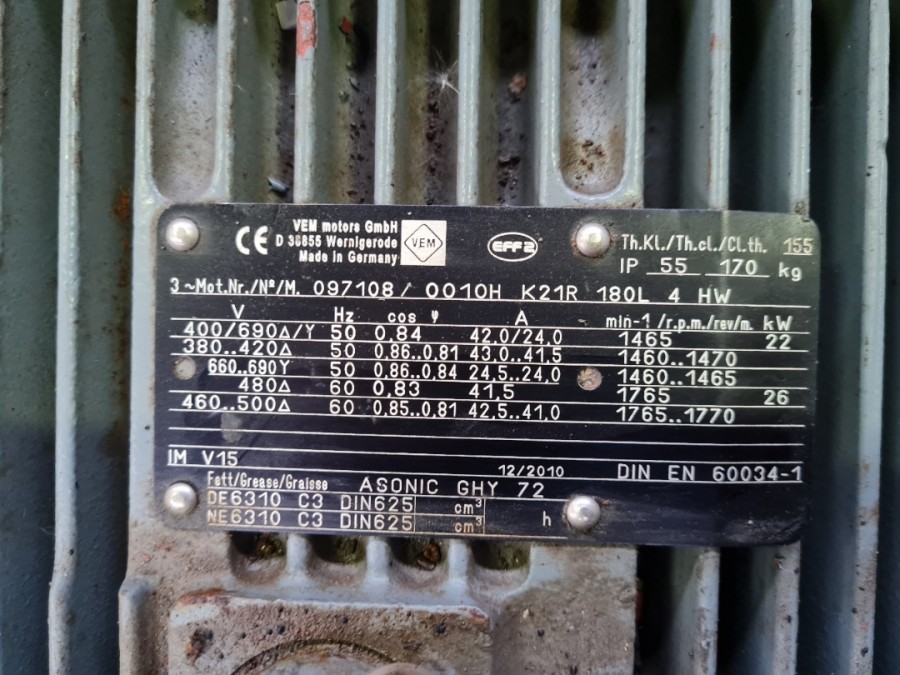 VEM motors GmbH
D 38855 Wernigerode
Made in Germany
CE
VEM
EFF2
Th.Kl./Th.cl./Cl.th. 155
IP 55 170 kg
3~Mot.Nr./Nº/M. 097108/ 0010H K21R 180L 4 HW
V Hz cos φ A min-1/r.p.m./rev/m. kW
400/690Δ/Y 50 0,84 42,0/24,0 1465 22
380..420Δ 50 0,86..0,81 43,0..41,5 1460..1470
660..690Y 50 0,86..0,84 24,5..24,0 1460..1465
480Δ 60 0,83 41,5 1765 26
460..500Δ 60 0,85..0,81 42,5..41,0 1765..1770
IM V15 12/2010 DIN EN 60034-1
Fett/Grease/Graisse ASONIC GHY 72
DE 6310 C3 DIN625 cm³
NE 6310 C3 DIN625 cm³ h